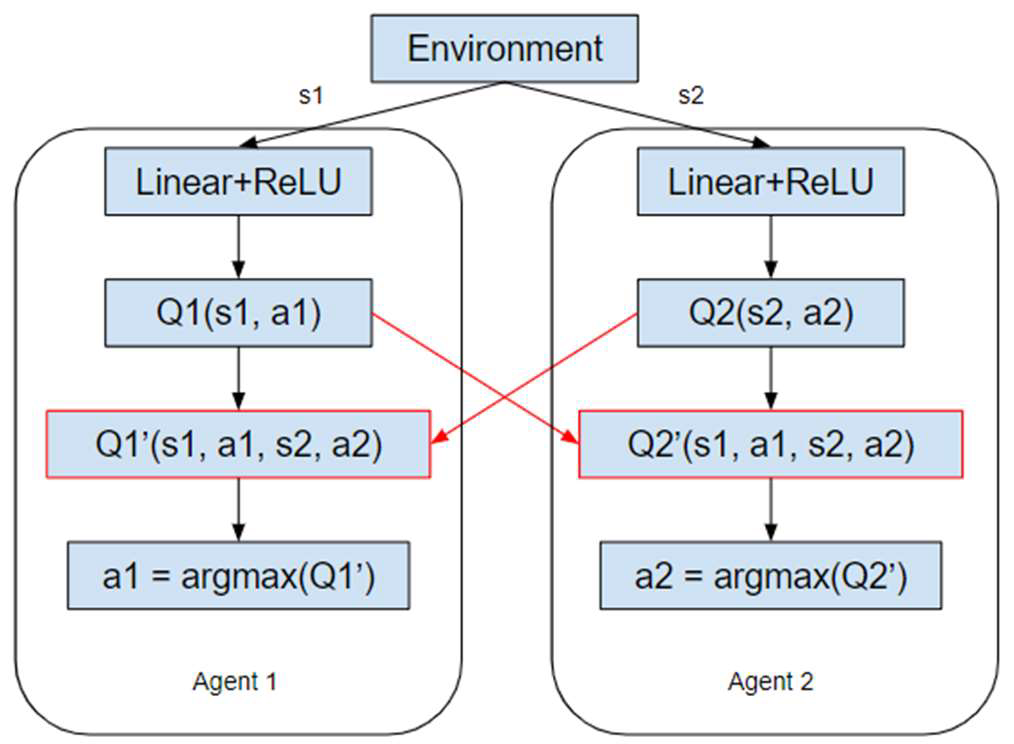 Environment
s1
s2
Linear+ReLU
Linear+ReLU
Q1(s1, a1)
Q2(s2, a2)
Q1’(s1, a1, s2, a2)
Q2’(s1, a1, s2, a2)
a1 = argmax(Q1’)
a2 = argmax(Q2’)
Agent 1
Agent 2